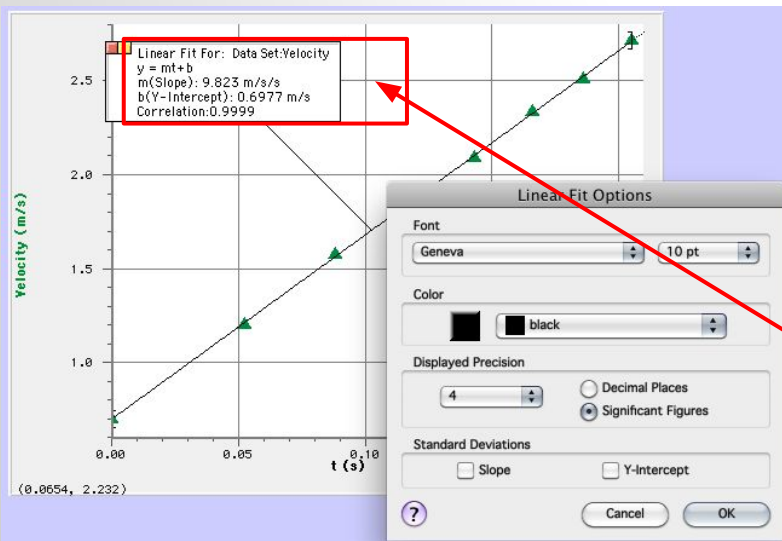 Linear Fit For: Data Set:Velocity
y = mt+b
m(Slope): 9.823 m/s/s
b(Y-Intercept): 0.6977 m/s
Correlation:0.9999
2.5
2.0
1.5
1.0
Velocity (m/s)
0.00
0.05
0.10
t (s)
(0.0654, 2.232)
Linear Fit Options
Font
Geneva
10 pt
Color
black
Displayed Precision
4
Decimal Places
Significant Figures
Standard Deviations
Slope
Y-Intercept
?
Cancel
OK